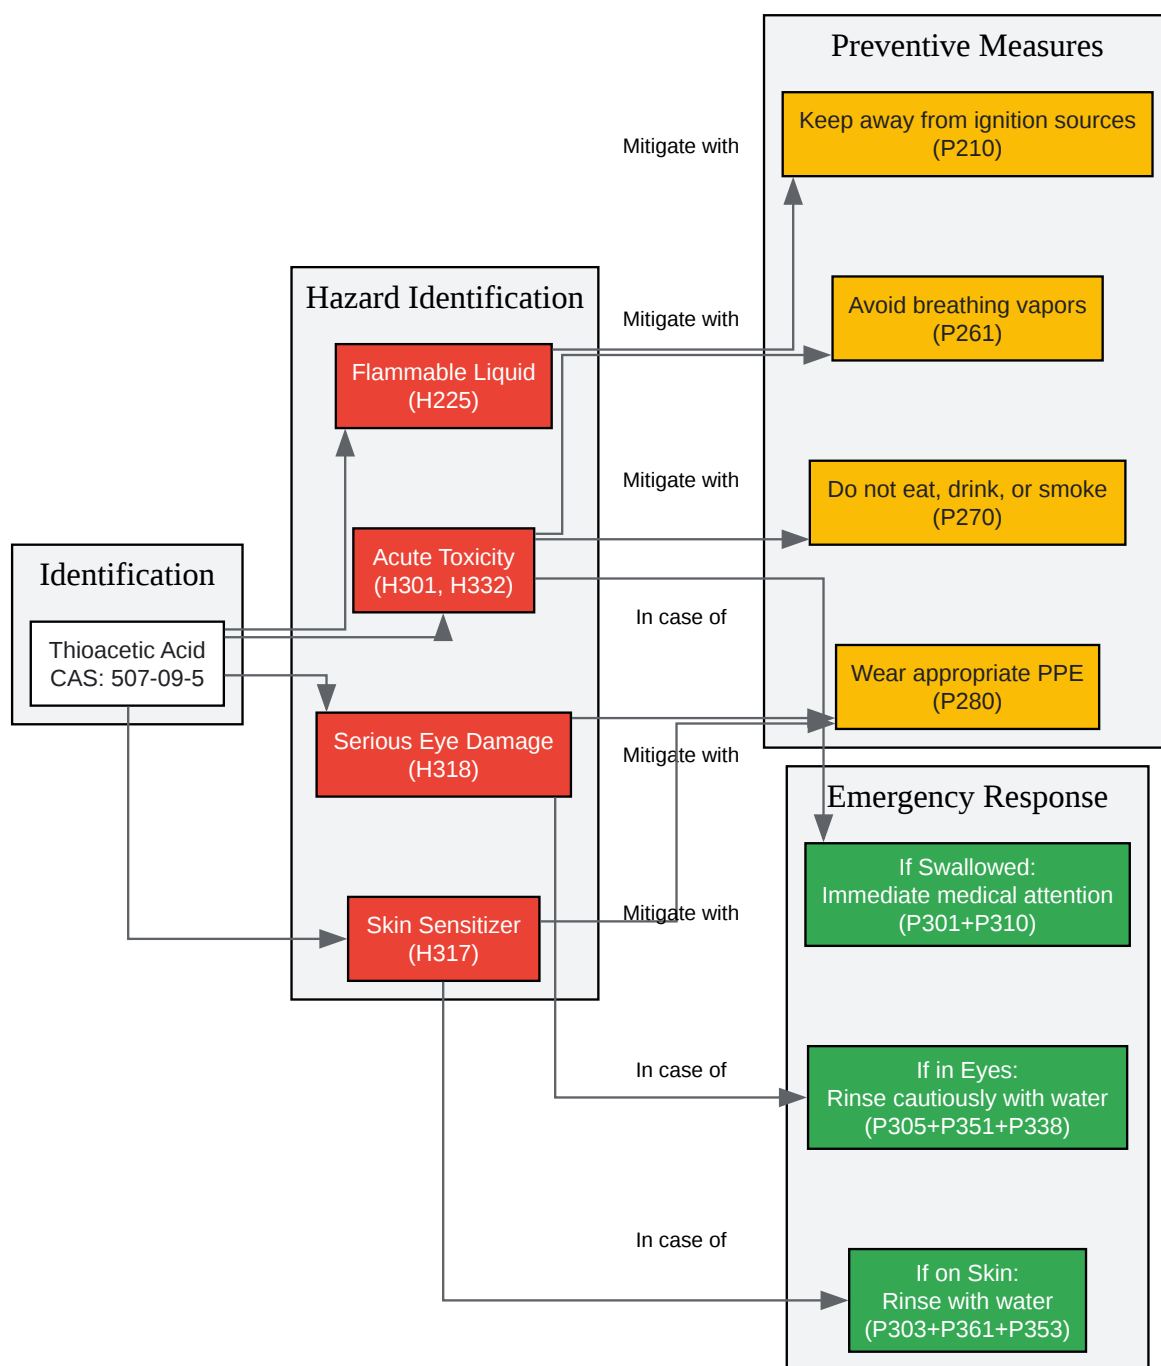 Identification
Thioacetic Acid
CAS: 507-09-5
Hazard Identification
Flammable Liquid
(H225)
Acute Toxicity
(H301, H332)
Serious Eye Damage
(H318)
Skin Sensitizer
(H317)
Mitigate with
Mitigate with
Mitigate with
In case of
Mitigate with
Mitigate with
In case of
In case of
Preventive Measures
Keep away from ignition sources
(P210)
Avoid breathing vapors
(P261)
Do not eat, drink, or smoke
(P270)
Wear appropriate PPE
(P280)
Emergency Response
If Swallowed:
Immediate medical attention
(P301+P310)
If in Eyes:
Rinse cautiously with water
(P305+P351+P338)
If on Skin:
Rinse with water
(P303+P361+P353)